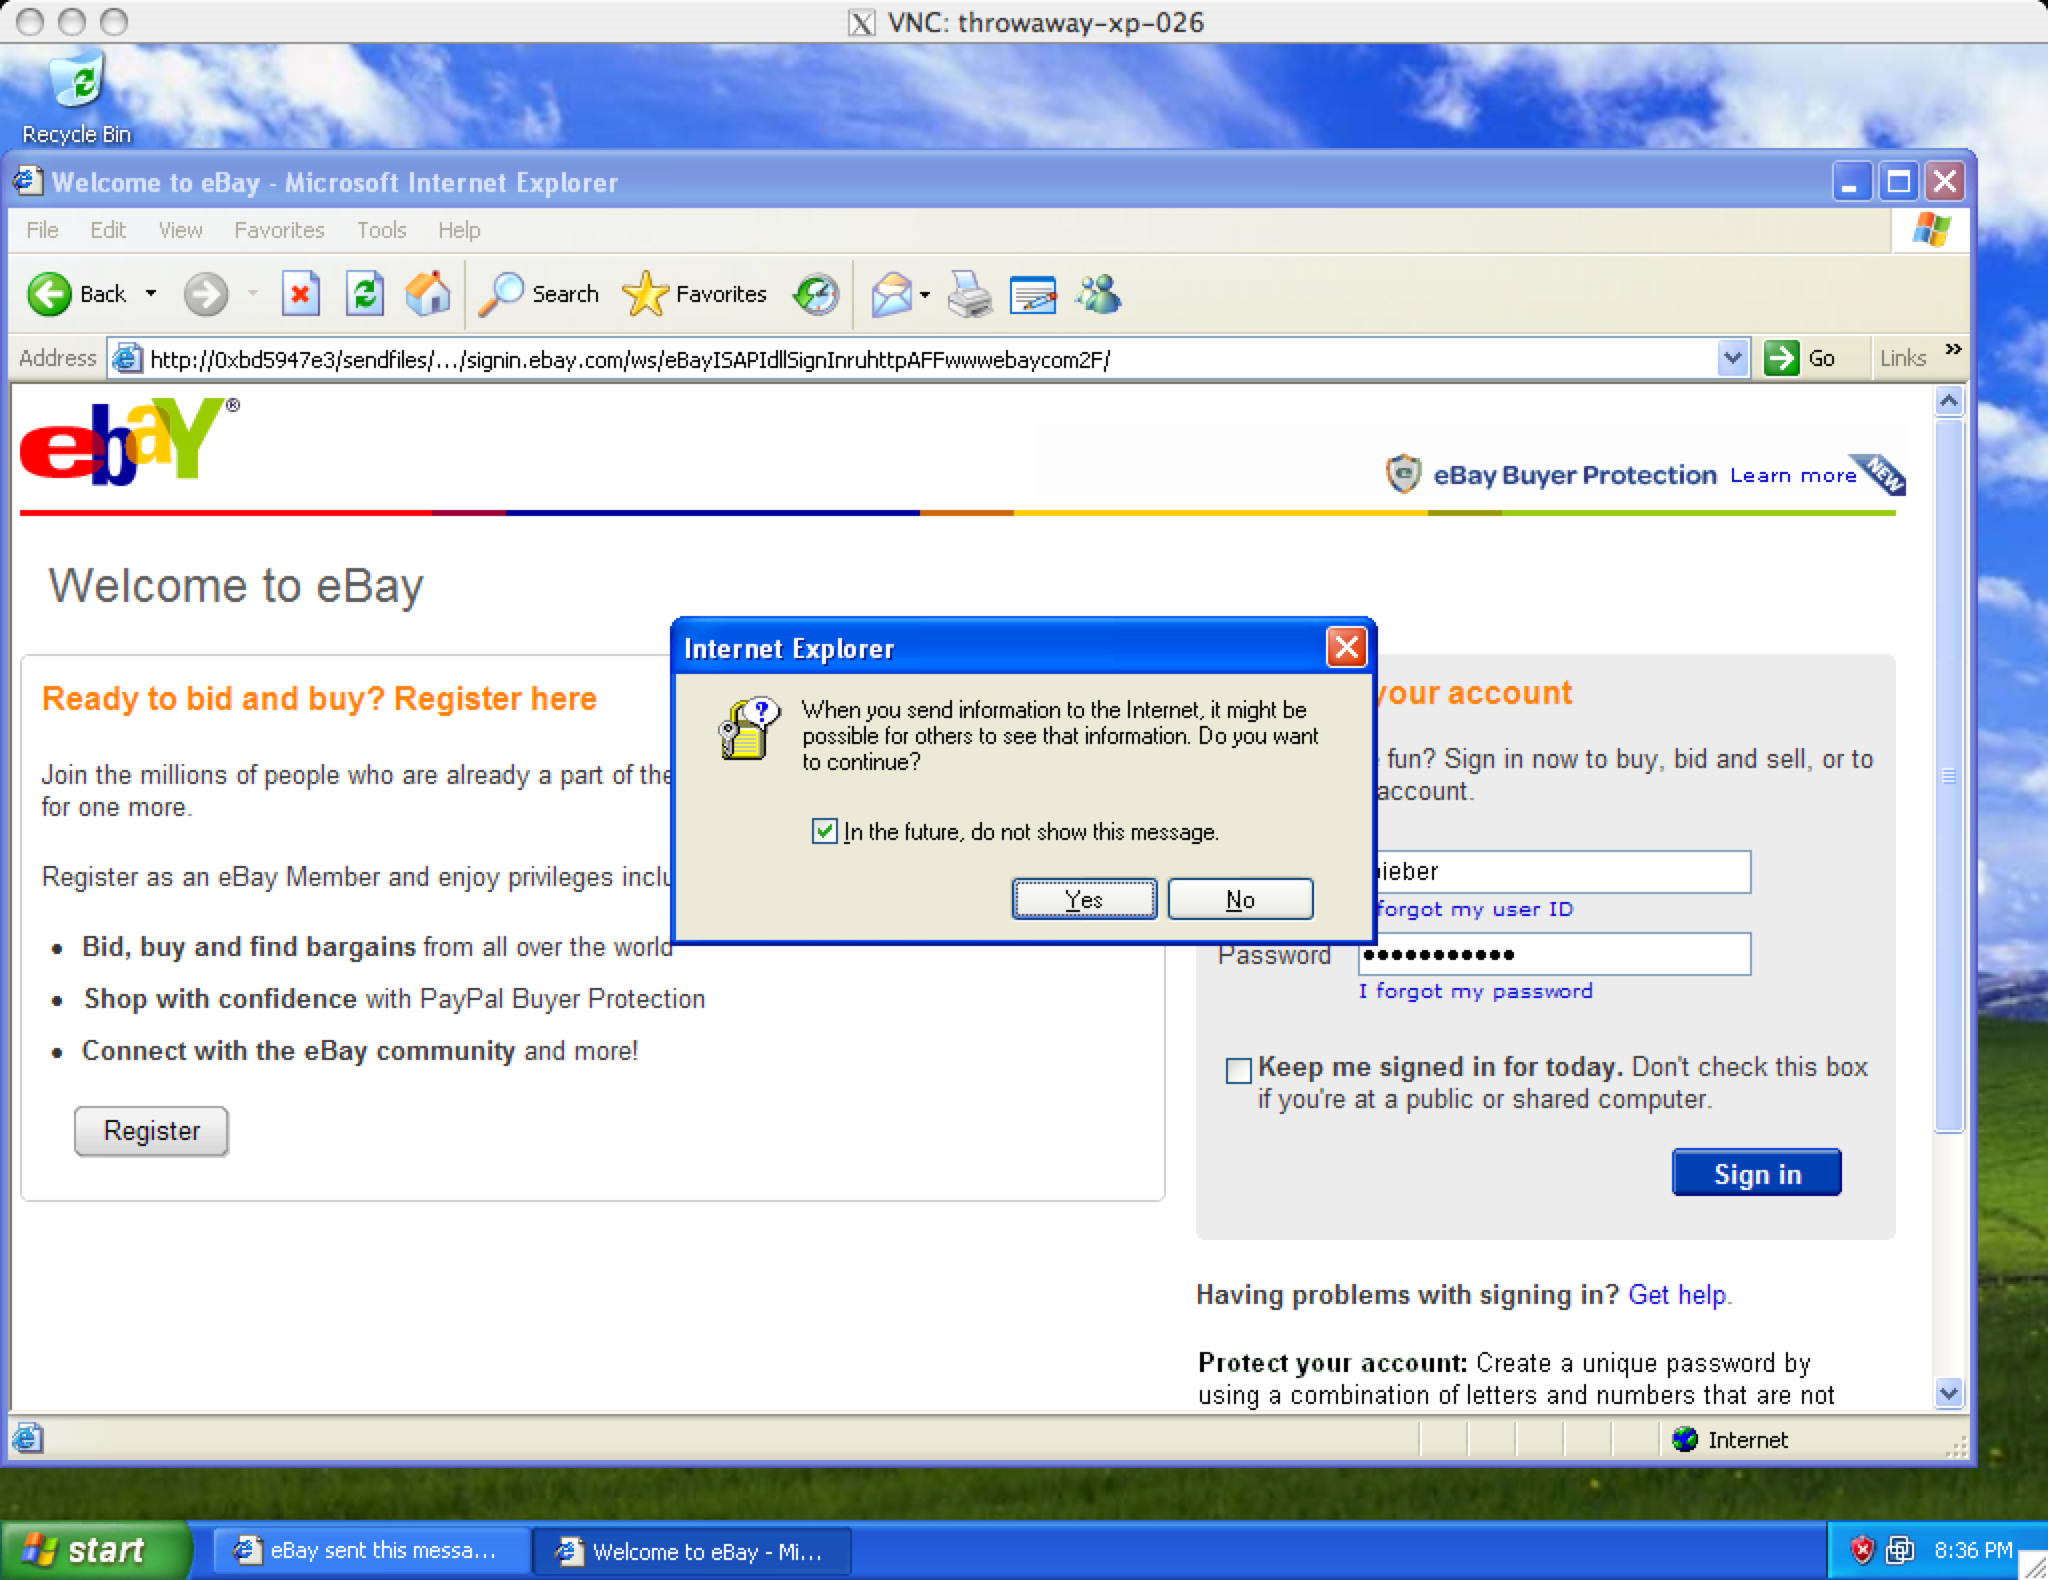 VNC: throwaway-xp-026
Recycle Bin
Welcome to eBay - Microsoft Internet Explorer
File Edit View Favorites Tools Help
Back Search Favorites
Address http://0xbd5947e3/sendfiles/.../signin.ebay.com/ws/eBayISAPIdllSignInruhttpAFFwwwebaycom2F/ Go Links »
ebaY®
eBay Buyer Protection Learn more NEW
Welcome to eBay
Ready to bid and buy? Register here
Join the millions of people who are already a part of the
for one more.
Register as an eBay Member and enjoy privileges
• Bid, buy and find bargains from all over the world
• Shop with confidence with PayPal Buyer Protection
• Connect with the eBay community and more!
Register
Internet Explorer
When you send information to the Internet, it might be
possible for others to see that information. Do you want
to continue?
In the future, do not show this message.
Yes No
your account
fun? Sign in now to buy, bid and sell, or to
account.
ieber
forgot my user ID
Password •••••••••••
I forgot my password
Keep me signed in for today. Don't check this box
if you're at a public or shared computer.
Sign in
Having problems with signing in? Get help.
Protect your account: Create a unique password by
using a combination of letters and numbers that are not
Internet
start eBay sent this messa... Welcome to eBay - Mi... 8:36 PM